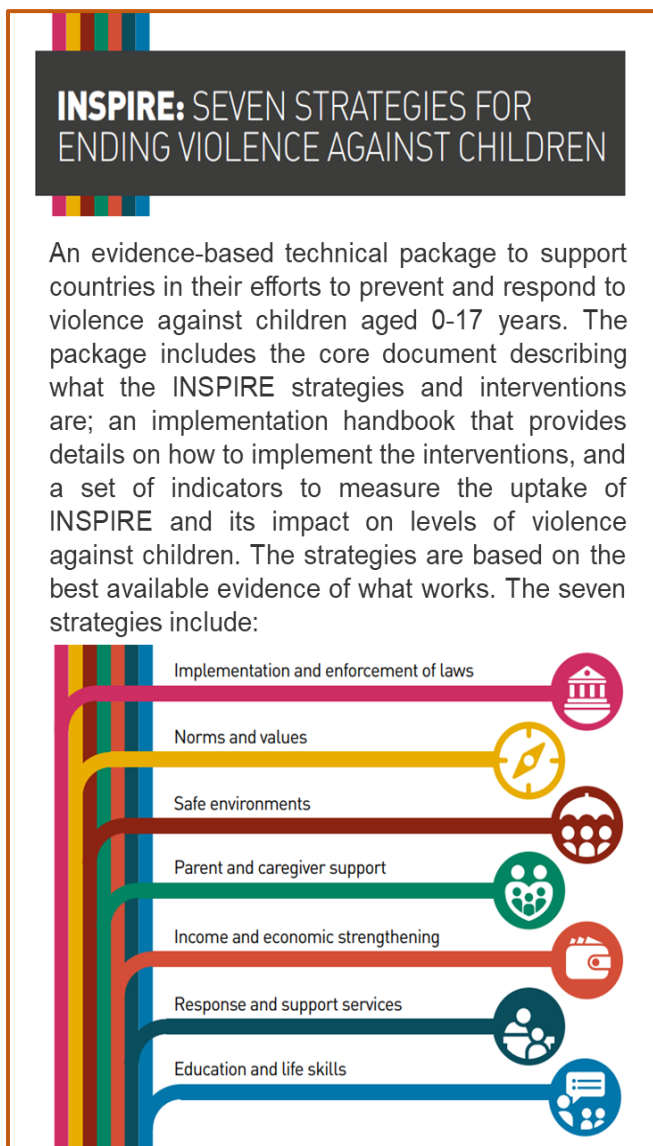 INSPIRE: SEVEN STRATEGIES FOR
ENDING VIOLENCE AGAINST CHILDREN
An evidence-based technical package to support
countries in their efforts to prevent and respond to
violence against children aged 0-17 years. The
package includes the core document describing
what the INSPIRE strategies and interventions
are; an implementation handbook that provides
details on how to implement the interventions, and
a set of indicators to measure the uptake of
INSPIRE and its impact on levels of violence
against children. The strategies are based on the
best available evidence of what works. The seven
strategies include:
Implementation and enforcement of laws
Norms and values
Safe environments
Parent and caregiver support
Income and economic strengthening
Response and support services
Education and life skills